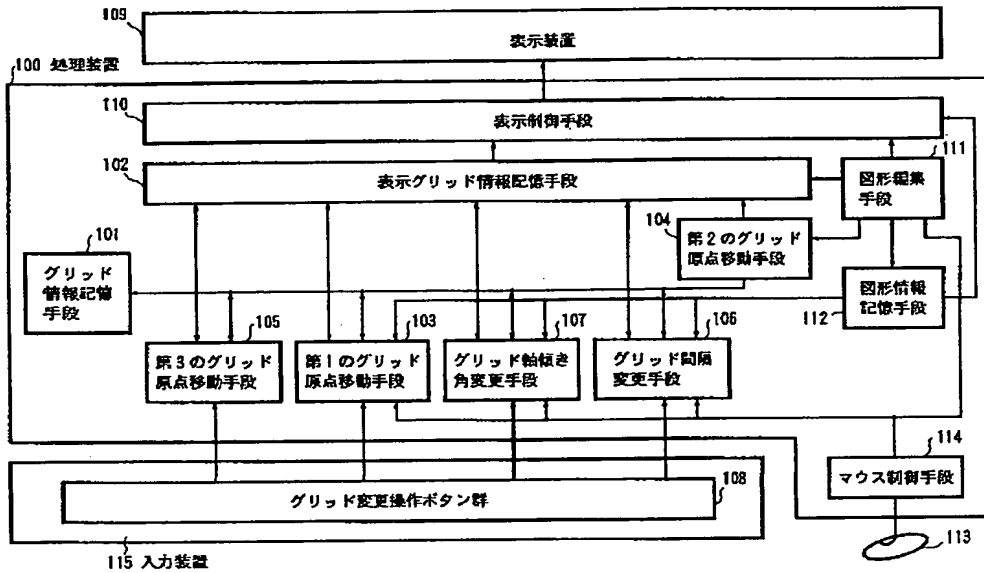 109
表示装置
100 処理装置
110
表示制御手段
102
表示グリッド情報記憶手段
111
図形編集
手段
104
第2のグリッド
原点移動手段
101
グリッド
情報記憶
手段
図形情報
記憶手段
112
105
第3のグリッド
原点移動手段
103
第1のグリッド
原点移動手段
107
グリッド軸傾き
角変更手段
106
グリッド間隔
変更手段
114
マウス制御手段
108
グリッド変更操作ボタン群
113
115 入力装置